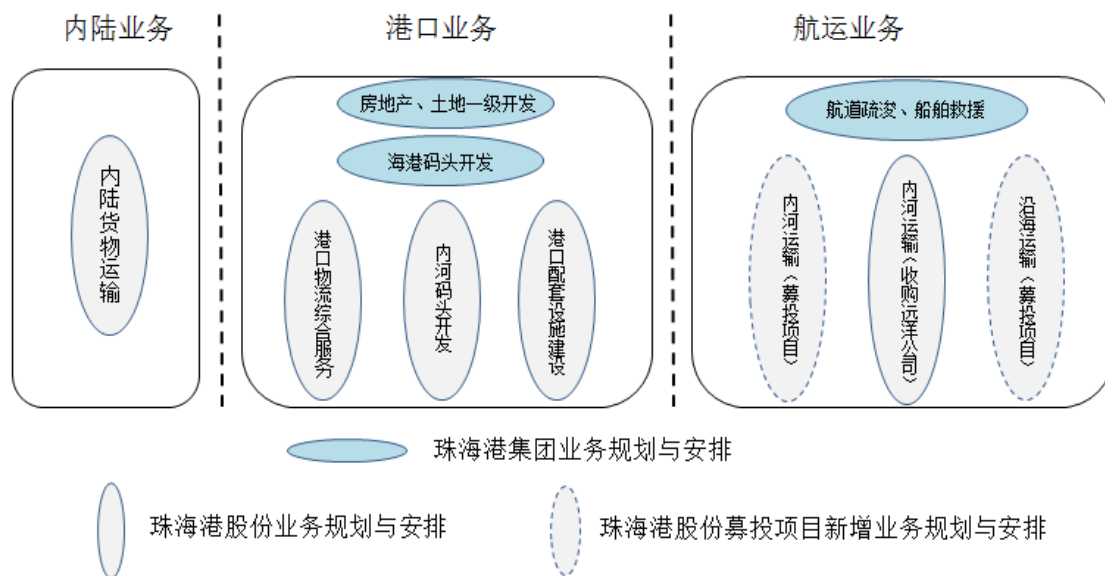 内陆业务
港口业务
航运业务
内陆货物运输
房地产、土地一级开发
海港码头开发
港口物流综合服务
内河码头开发
港口配套设施建设
航道疏浚、船舶救援
内河运输（募投项目）
内河运输（收购远洋公司）
沿海运输（募投项目）
珠海港集团业务规划与安排
珠海港股份业务规划与安排
珠海港股份募投项目新增业务规划与安排